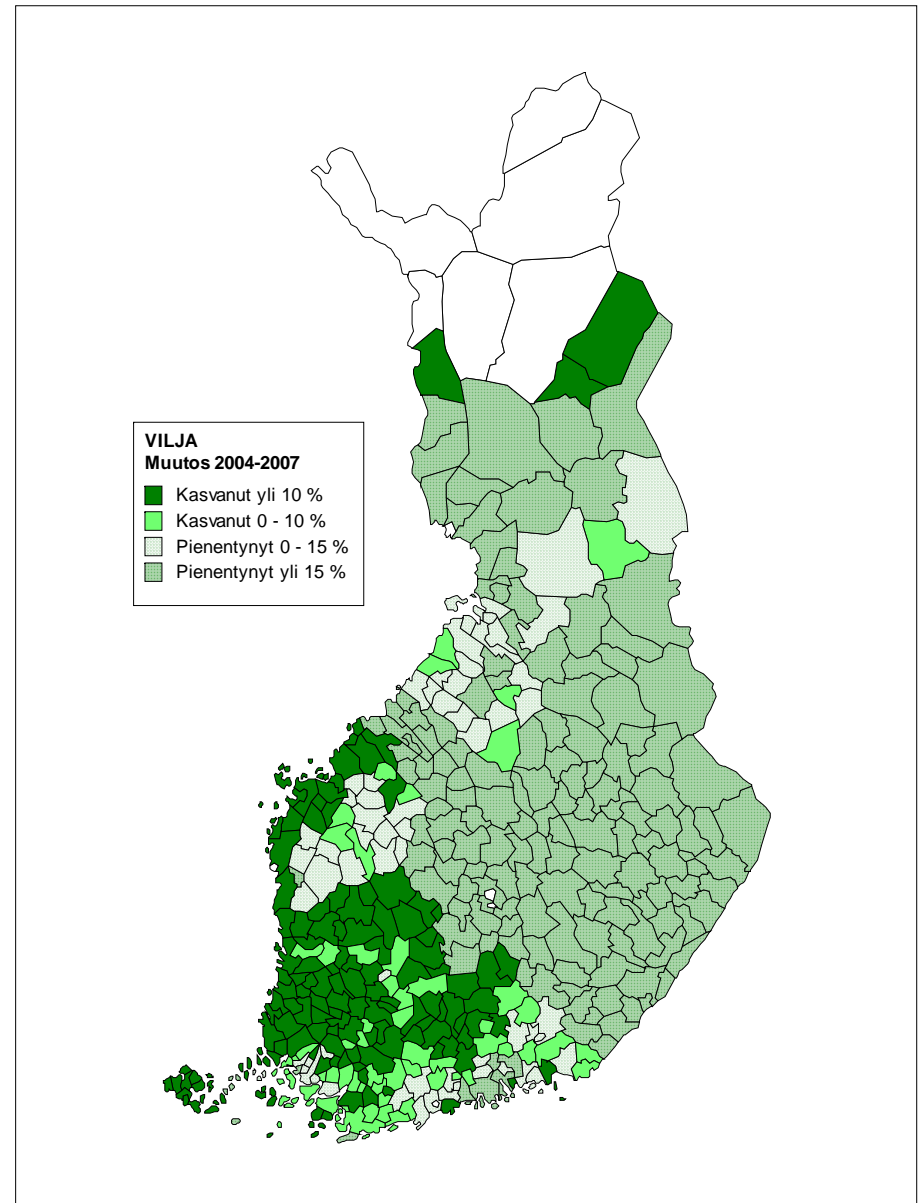 VILJA
Muutos 2004-2007
Kasvanut yli 10 %
Kasvanut 0 - 10 %
Pienentynyt 0 - 15 %
Pienentynyt yli 15 %